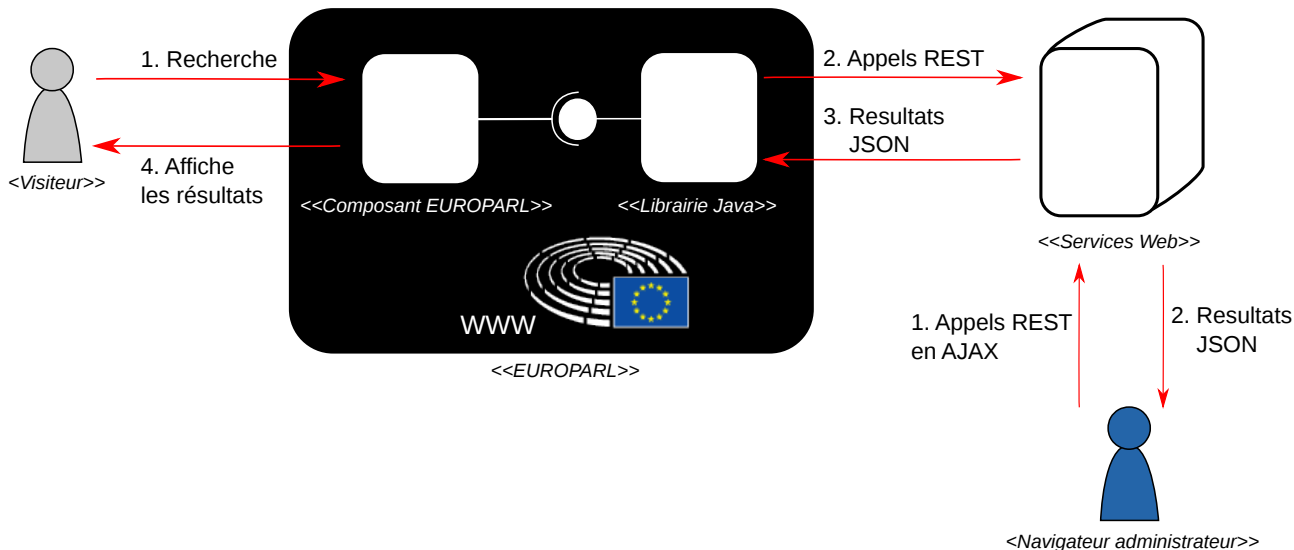 1. Recherche
2. Appels REST
3. Resultats
JSON
4. Affiche
les résultats
<Visiteur>>
<<Composant EUROPARL>>
<<Librairie Java>>
<<Services Web>>
WWW
<<EUROPARL>>
1. Appels REST
en AJAX
2. Resultats
JSON
<Navigateur administrateur>>